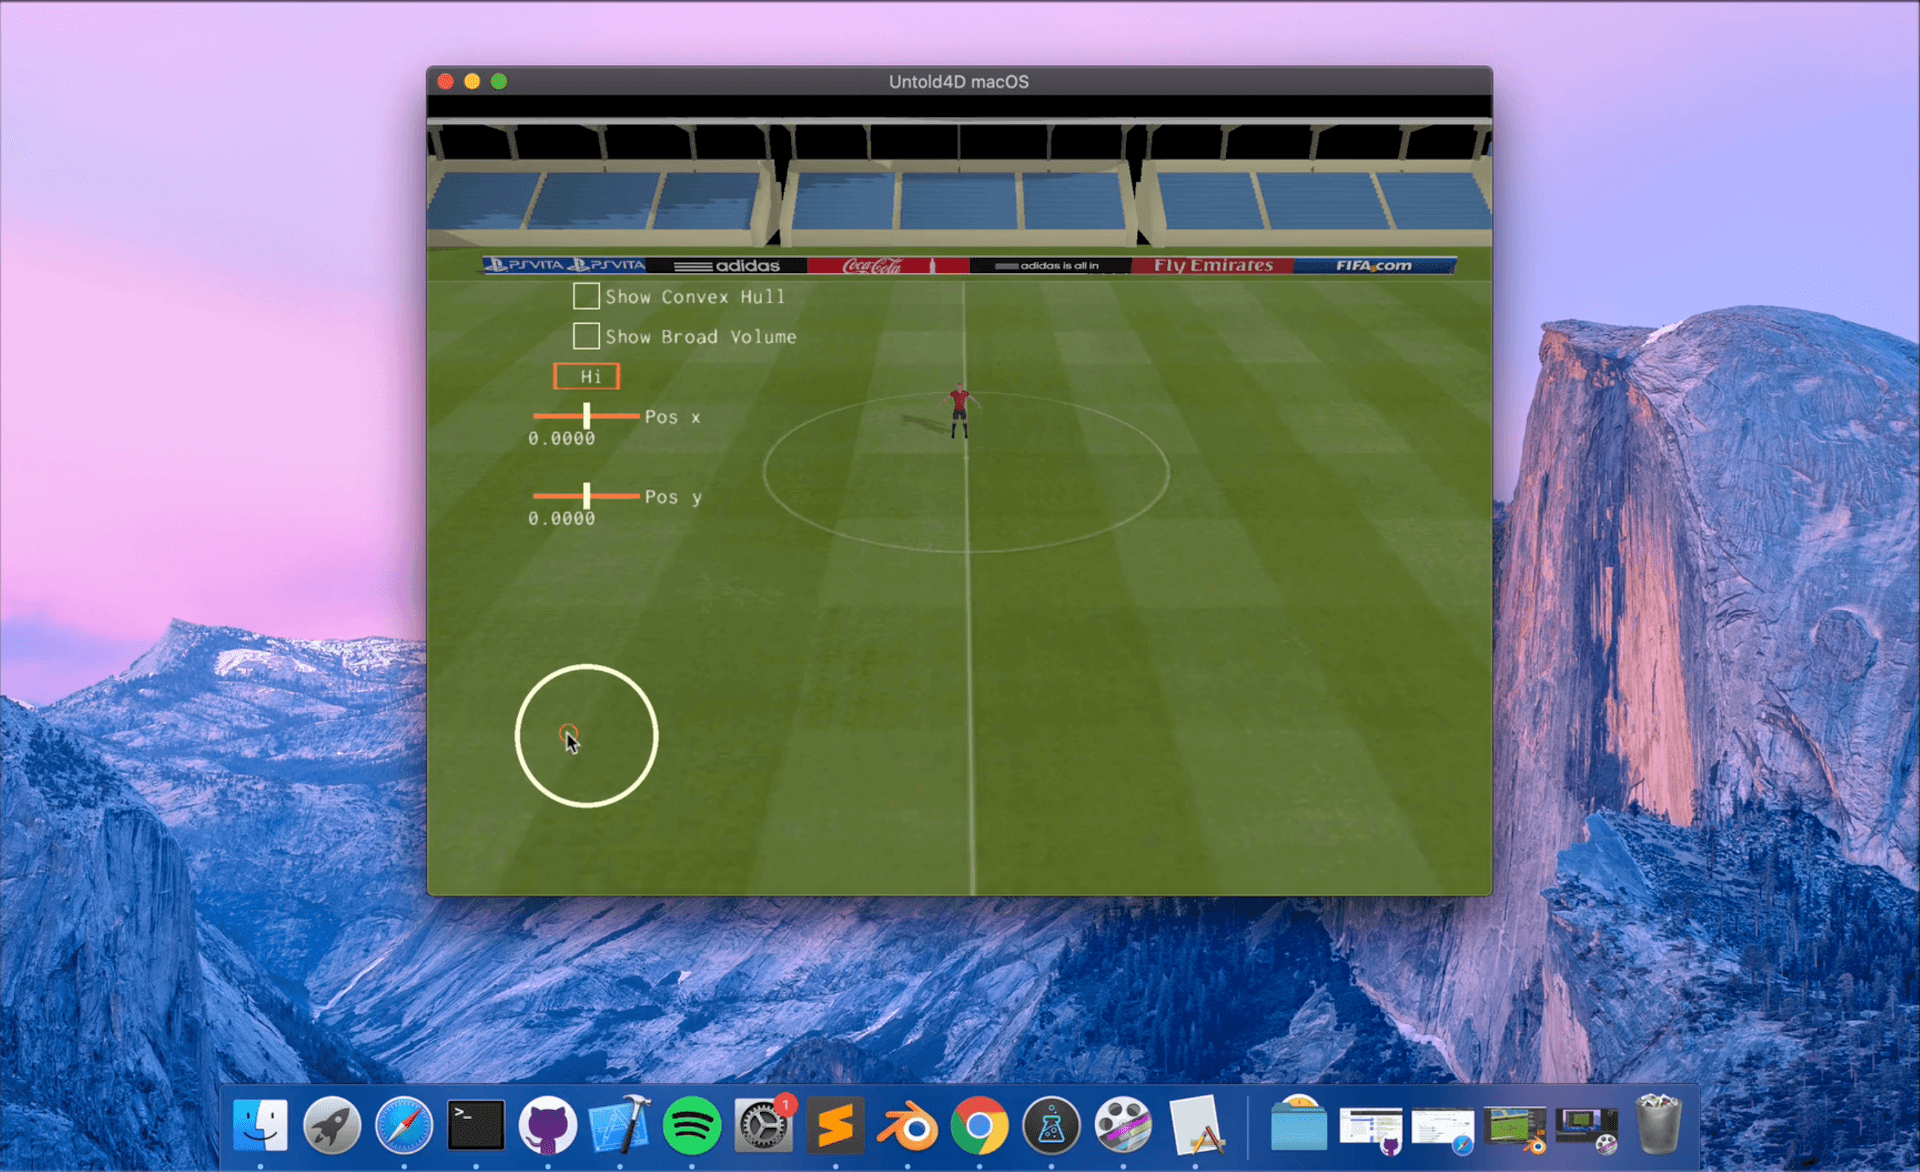 Untold4D macOS
PSVITA PSVITA adidas Coca-Cola adidas is all in Fly Emirates FIFA.com
Show Convex Hull
Show Broad Volume
Hi
Pos x
0.0000
Pos y
0.0000
>_
1